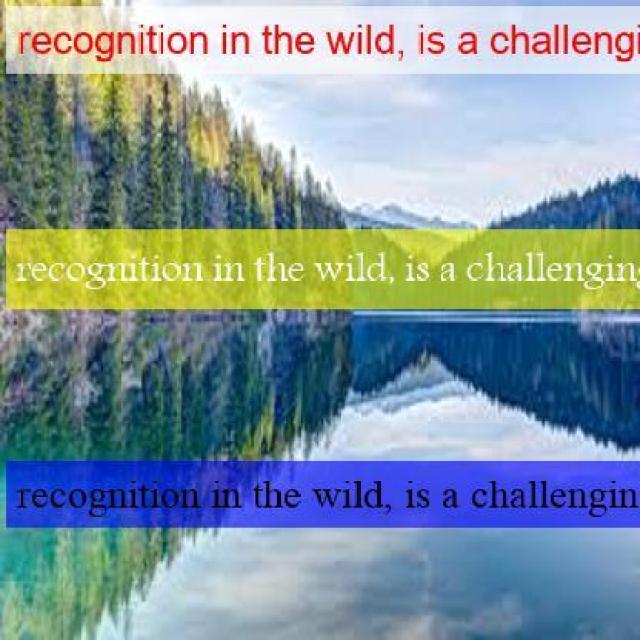 recognition in the wild, is a challengi
recognition in the wild, is a challenging
recognition in the wild, is a challengin